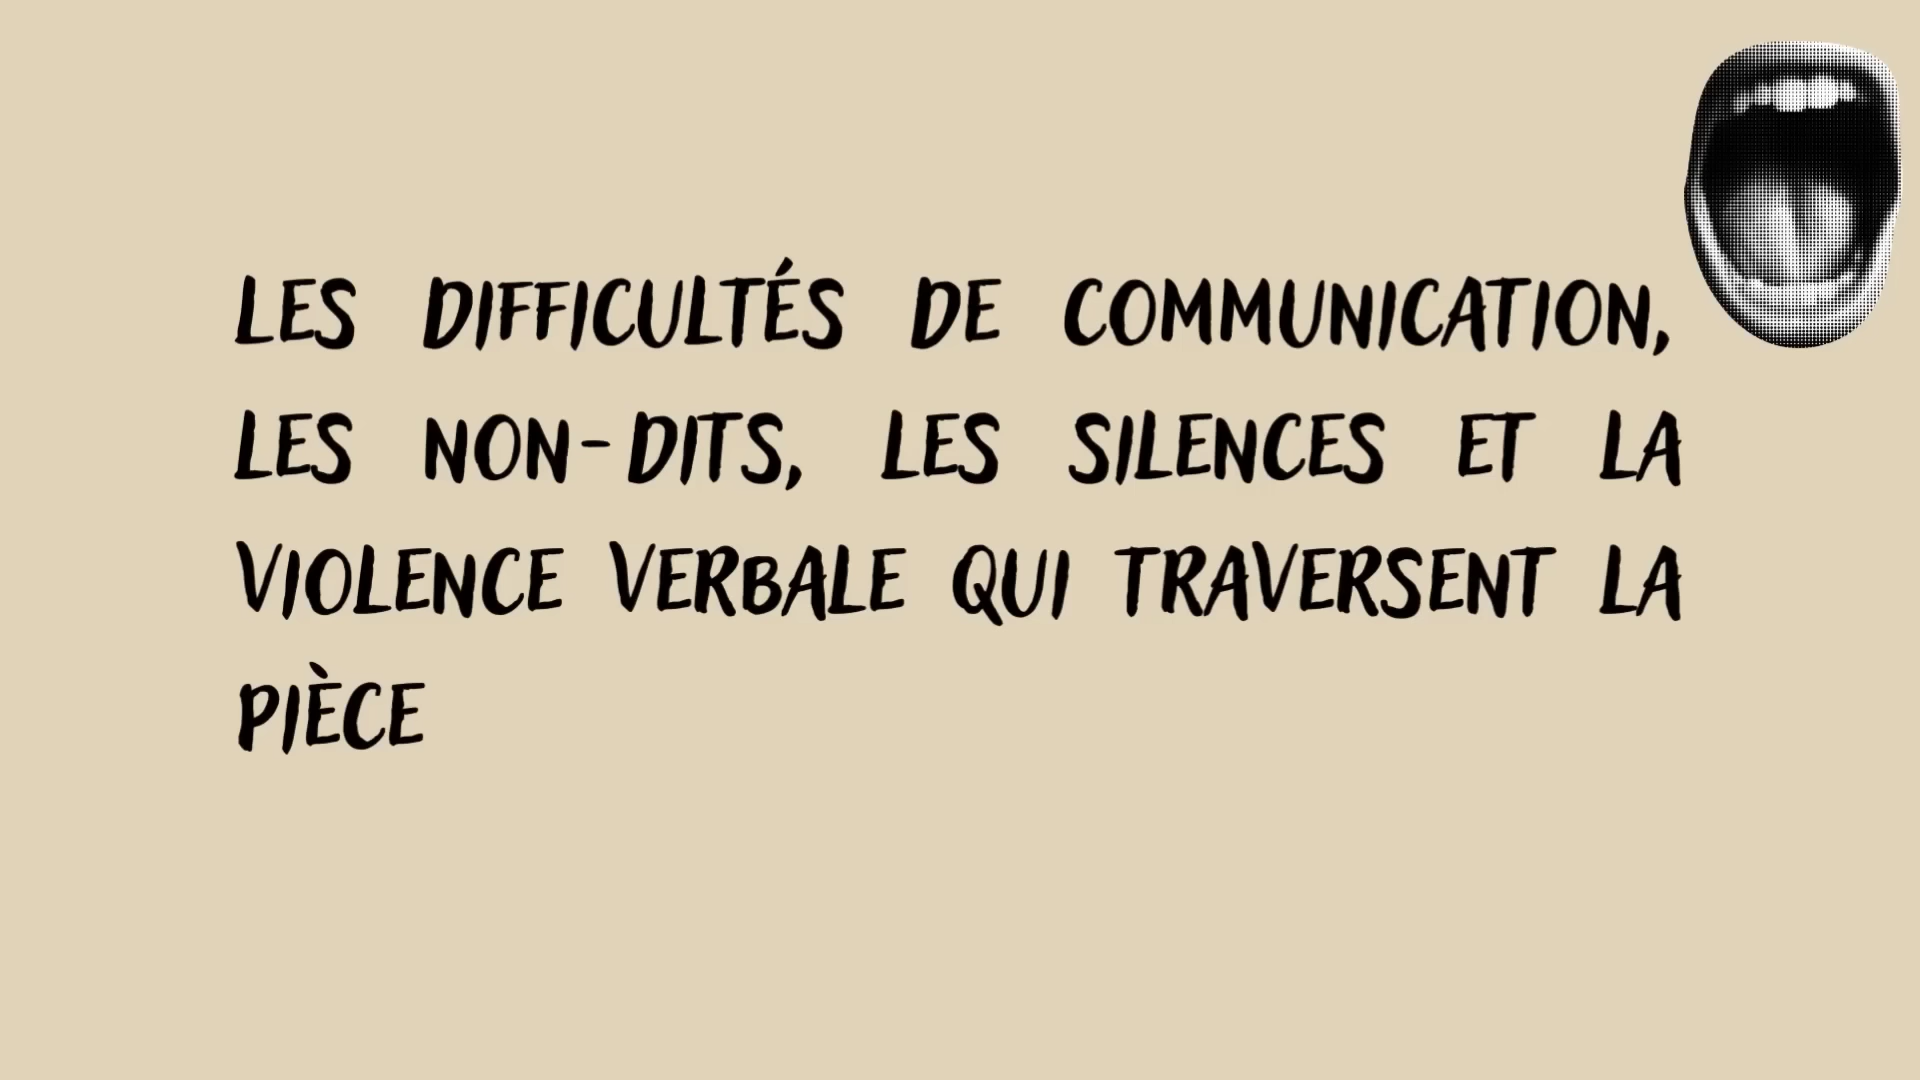 LES DIFFICULTÉS DE COMMUNICATION,
LES NON-DITS, LES SILENCES ET LA
VIOLENCE VERBALE QUI TRAVERSENT LA
PIÈCE